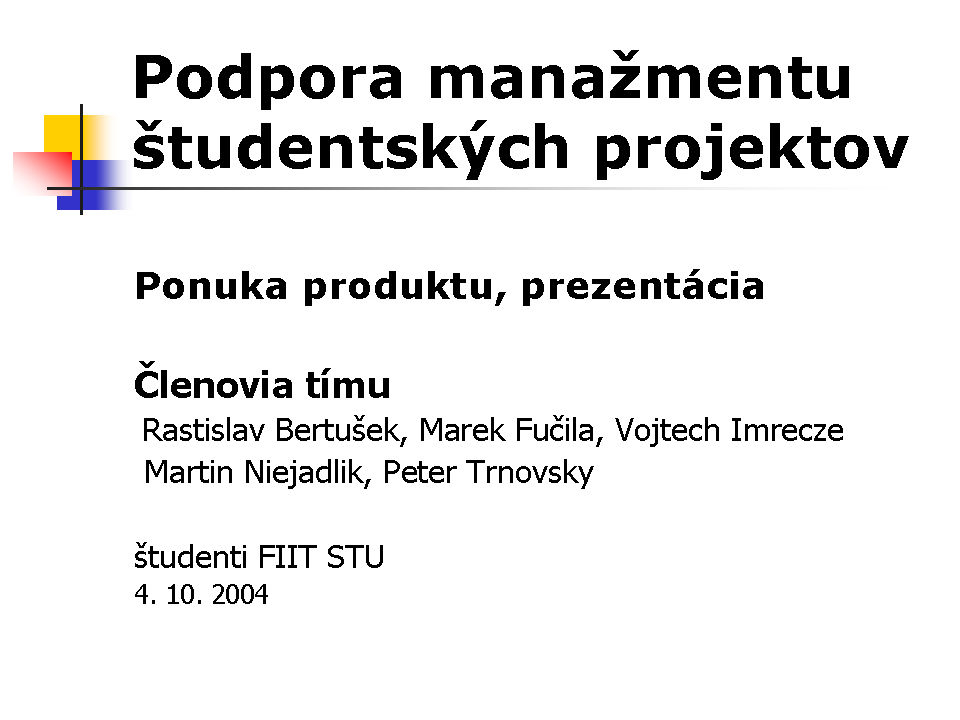 Podpora manažmentu
študentských projektov
Ponuka produktu, prezentácia
Členovia tímu
Rastislav Bertušek, Marek Fučila, Vojtech Imrecze
Martin Niejadlik, Peter Trnovsky
študenti FIIT STU
4. 10. 2004